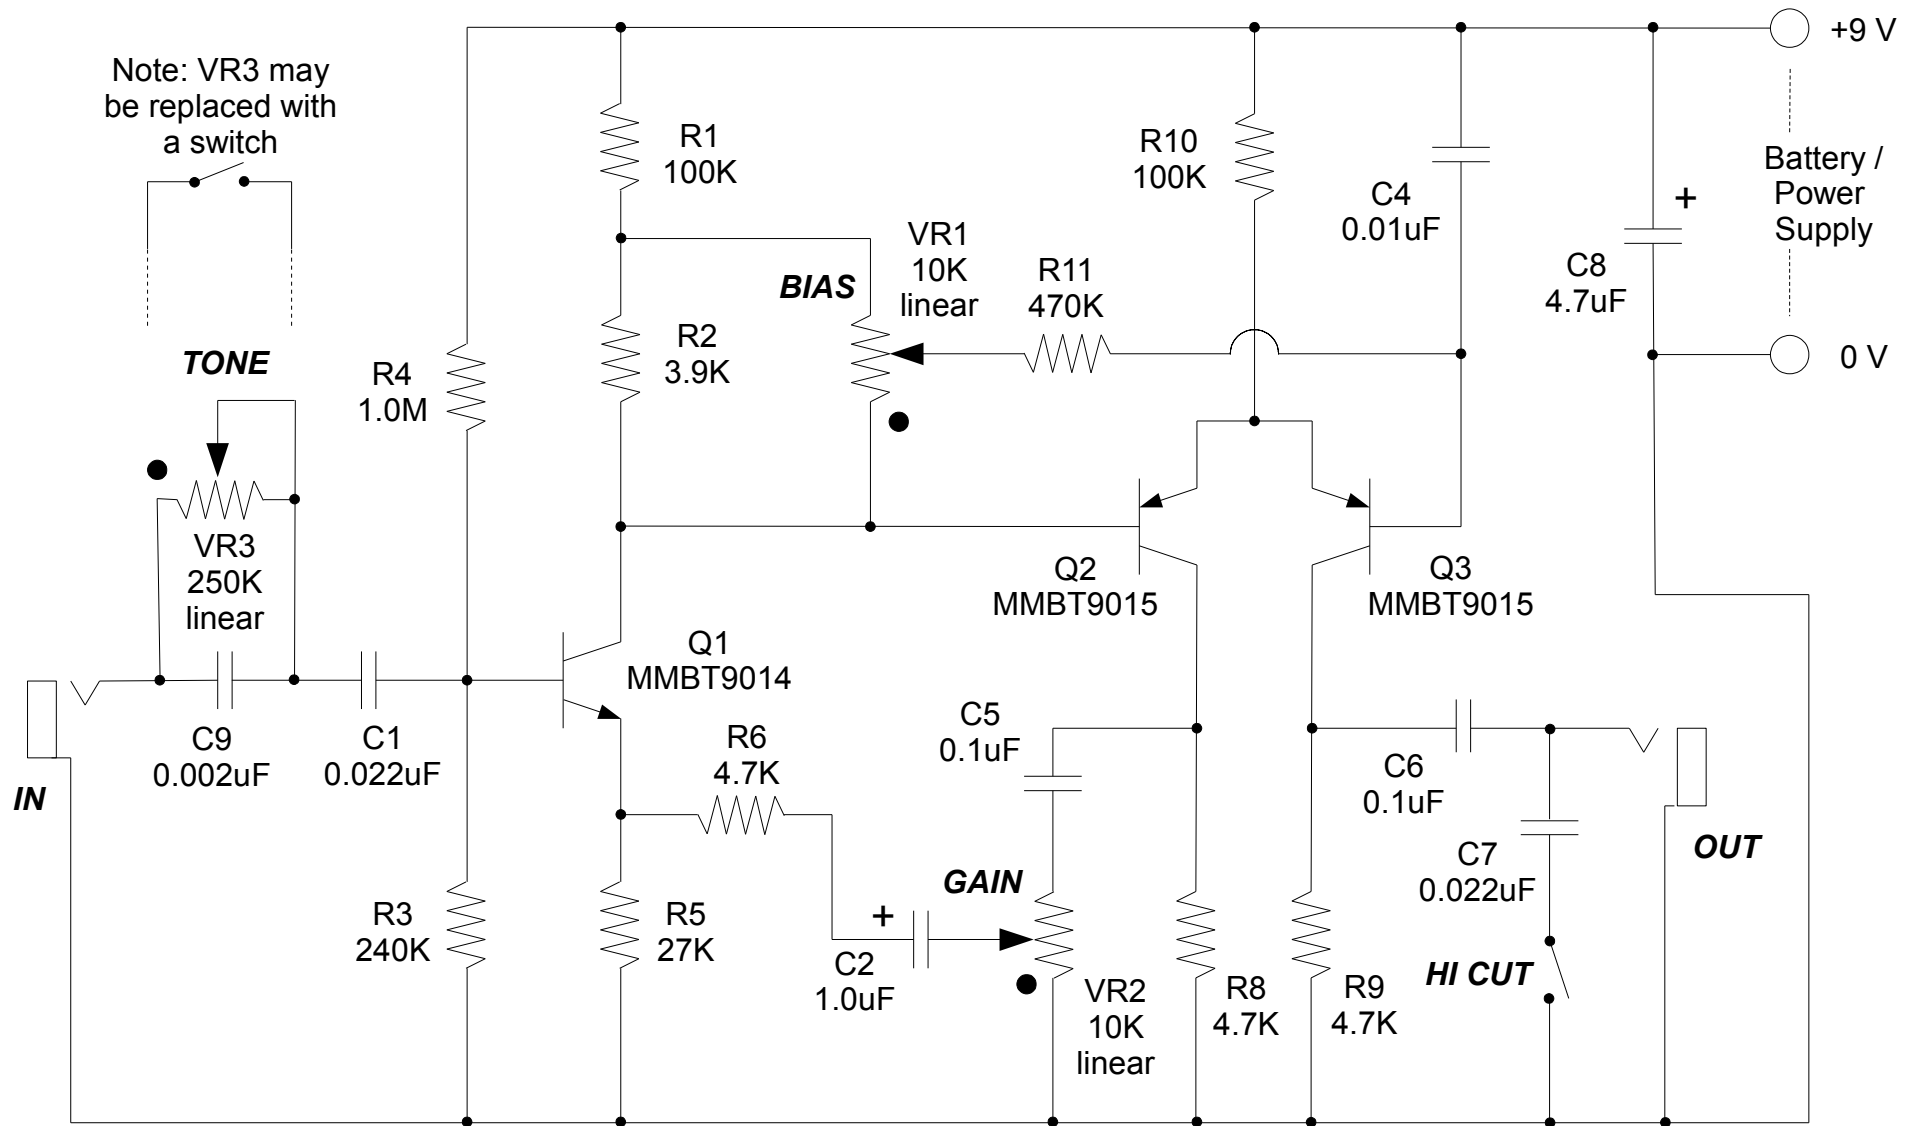 +9 V
Note: VR3 may
be replaced with
a switch
R1
100K
R10
100K
Battery /
Power
Supply
C4
0.01uF
+
VR1
10K
linear
BIAS
R11
470K
C8
4.7uF
R2
3.9K
TONE
0 V
R4
1.0M
VR3
250K
linear
Q2
MMBT9015
Q3
MMBT9015
Q1
MMBT9014
C9
0.002uF
C1
0.022uF
IN
R6
4.7K
C5
0.1uF
C6
0.1uF
OUT
C7
0.022uF
GAIN
R3
240K
R5
27K
+
C2
1.0uF
HI CUT
VR2
10K
linear
R8
4.7K
R9
4.7K